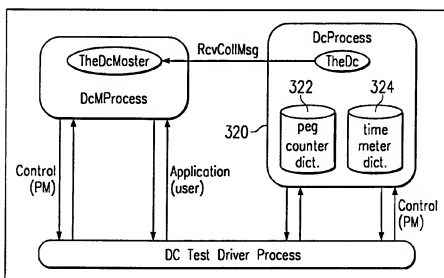 RcvCollMsg
DcProcess
TheDcMoster
TheDc
DcMProcess
322
324
320
peg
counter
dict.
time
meter
dict.
Control
(PM)
Application
(user)
Control
(PM)
DC Test Driver Process